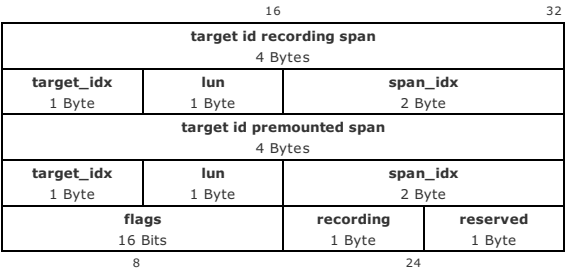 16 32
target id recording span
4 Bytes
target_idx lun span_idx
1 Byte 1 Byte 2 Byte
target id premounted span
4 Bytes
target_idx lun span_idx
1 Byte 1 Byte 2 Byte
flags recording reserved
16 Bits 1 Byte 1 Byte
8 24